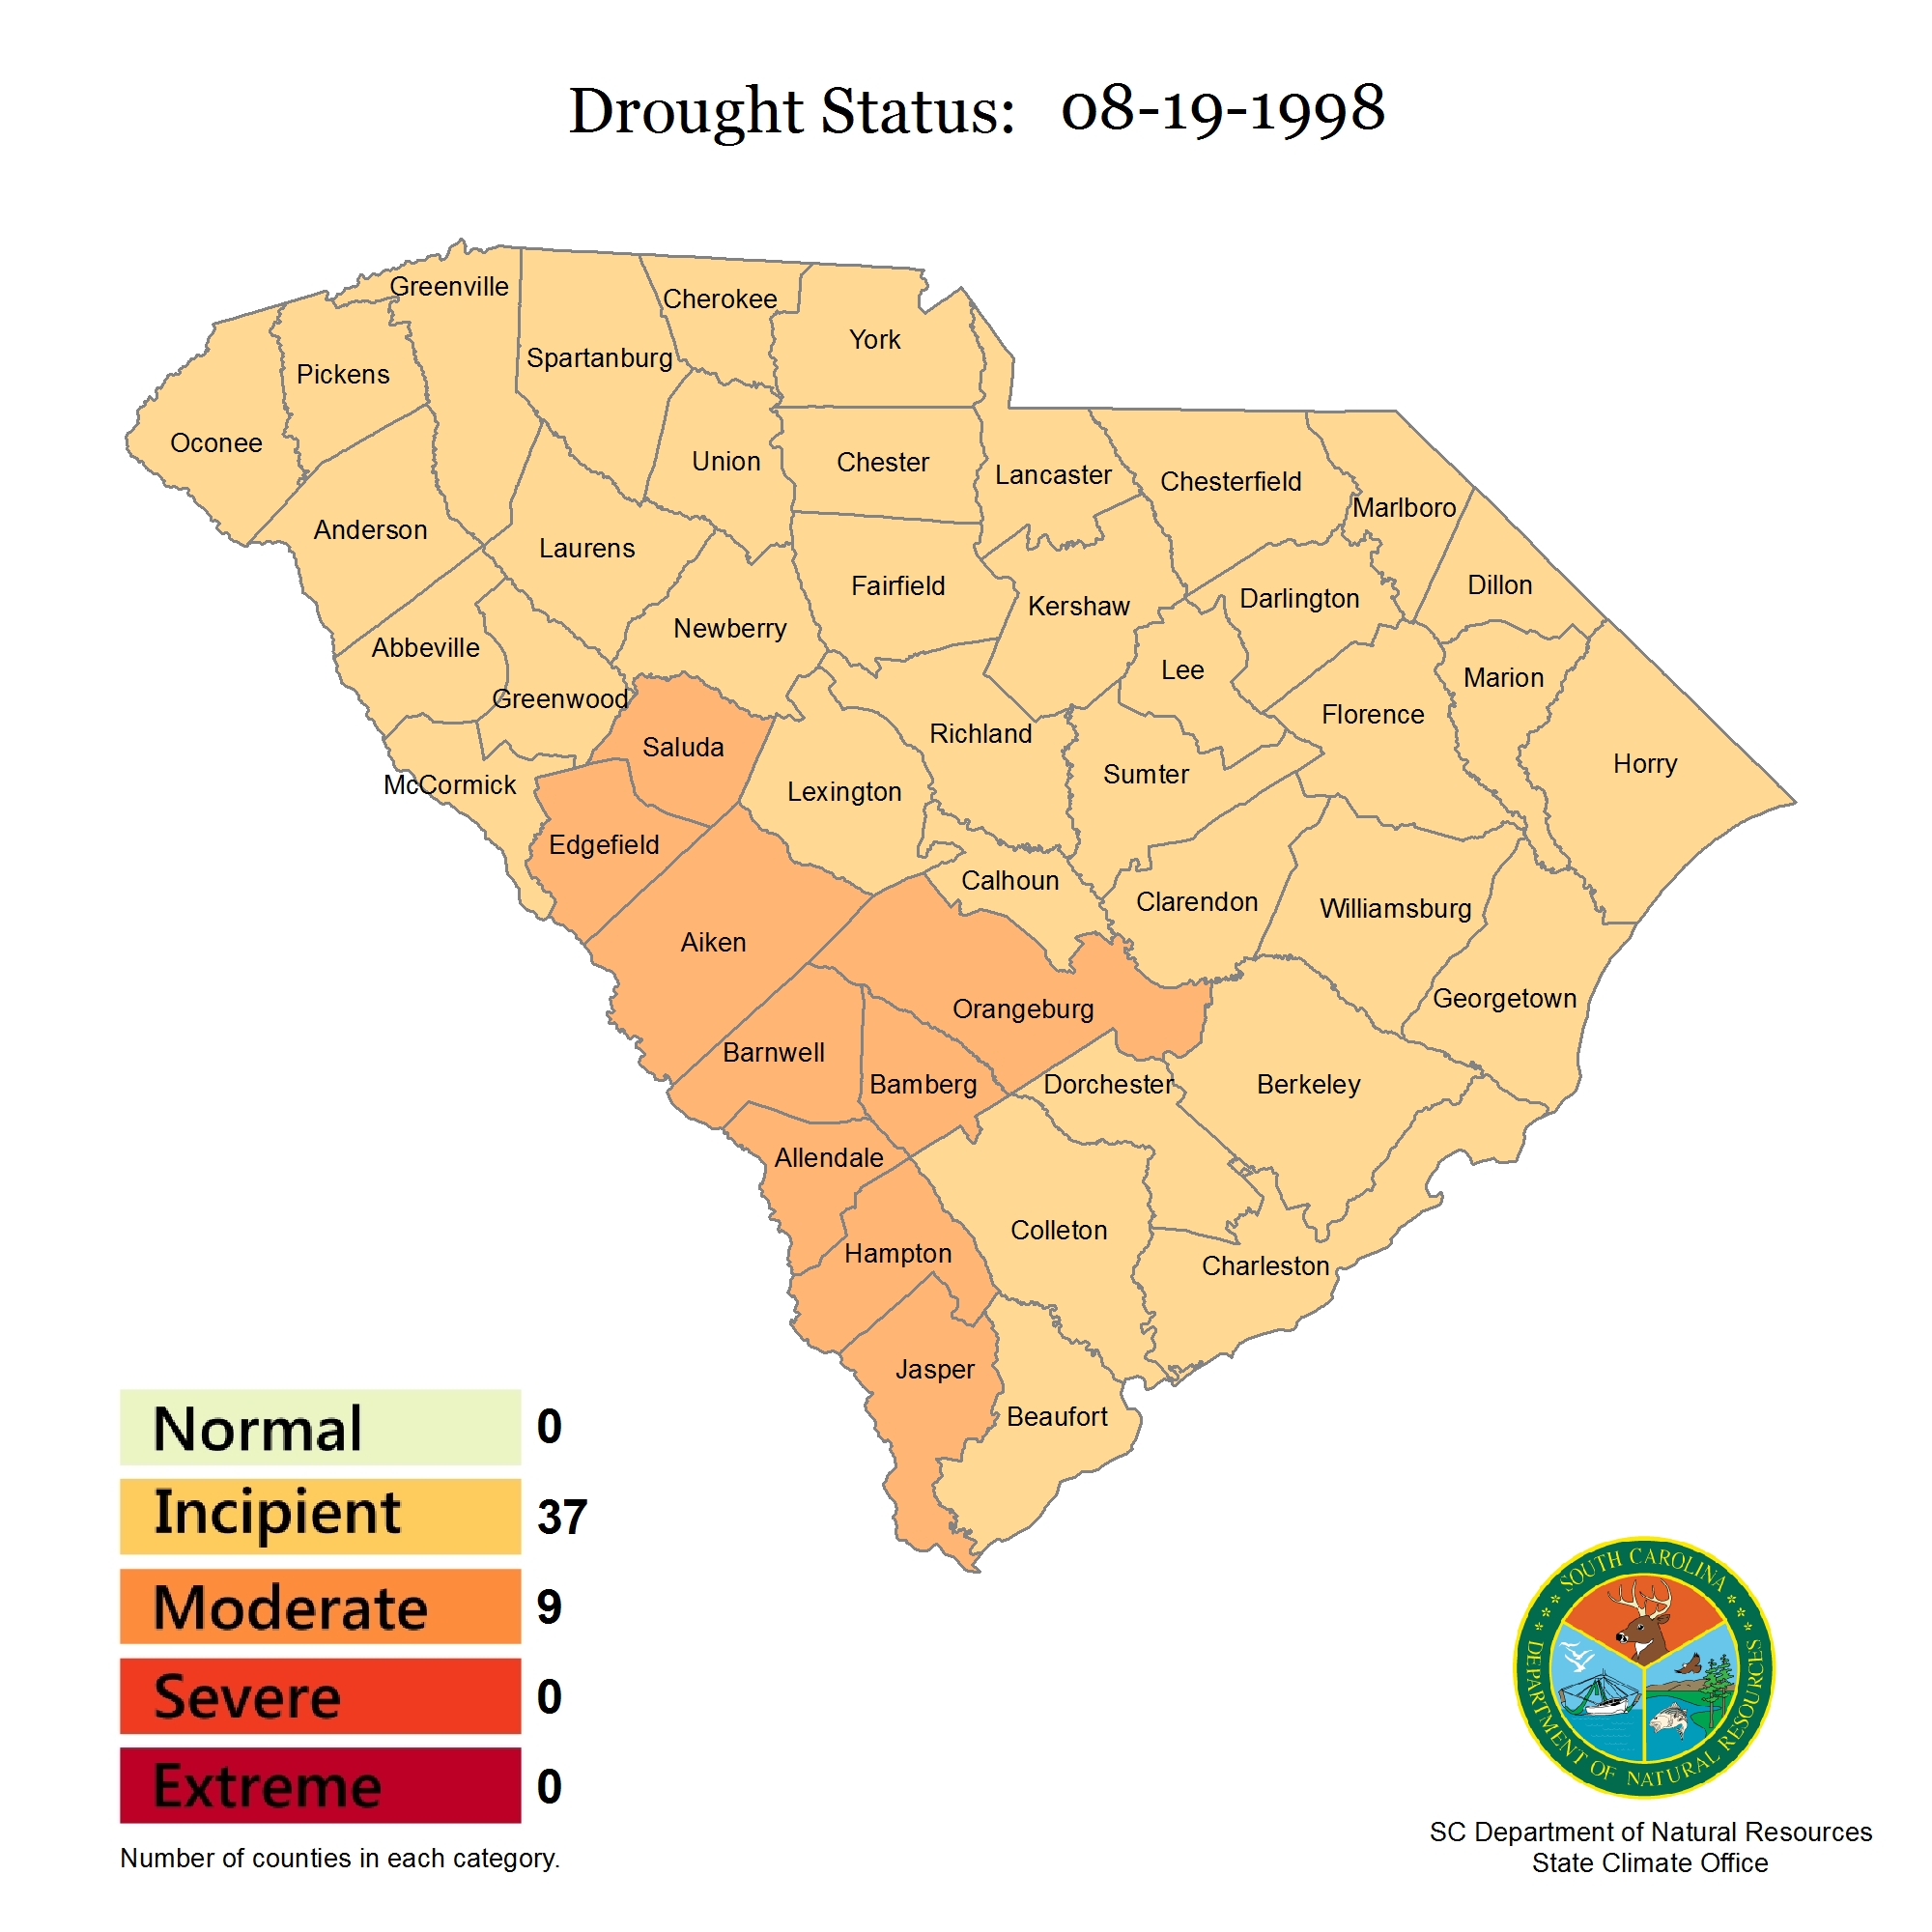 Drought Status: 08-19-1998
Greenville
Cherokee
York
Spartanburg
Pickens
Oconee
Union
Chester
Lancaster
Chesterfield
Marlboro
Anderson
Laurens
Fairfield
Kershaw
Darlington
Dillon
Abbeville
Newberry
Lee
Marion
Greenwood
Florence
Saluda
Richland
Horry
McCormick
Lexington
Sumter
Edgefield
Calhoun
Clarendon
Williamsburg
Aiken
Orangeburg
Georgetown
Barnwell
Bamberg
Dorchester
Berkeley
Allendale
Colleton
Hampton
Charleston
Jasper
Beaufort
Normal 0
Incipient 37
Moderate 9
Severe 0
Extreme 0
Number of counties in each category.
SOUTH CAROLINA
DEPARTMENT OF NATURAL RESOURCES
SC Department of Natural Resources
State Climate Office